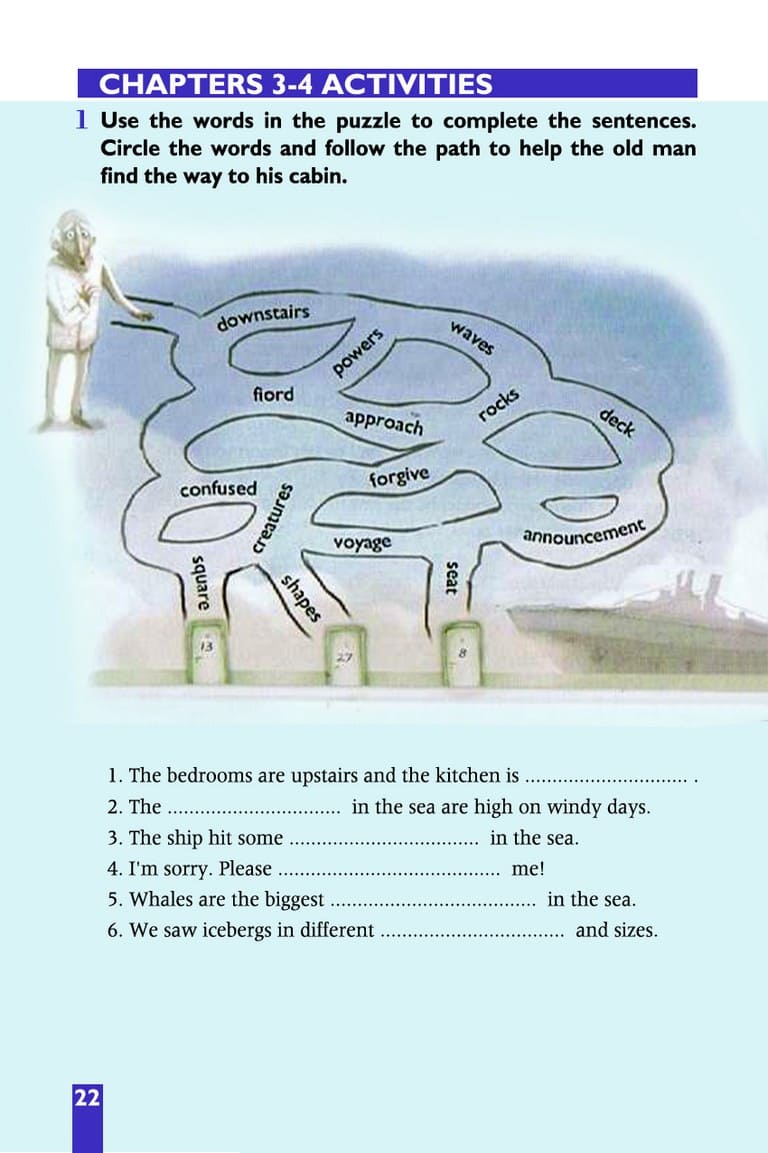 CHAPTERS 3-4 ACTIVITIES
1 Use the words in the puzzle to complete the sentences.
Circle the words and follow the path to help the old man
find the way to his cabin.
downstairs
powers
waves
fiord
approach
rocks
deck
confused
creatures
forgive
voyage
announcement
square
shapes
seat
13
27
8
1. The bedrooms are upstairs and the kitchen is .............................. .
2. The ................................ in the sea are high on windy days.
3. The ship hit some ................................... in the sea.
4. I'm sorry. Please ......................................... me!
5. Whales are the biggest ...................................... in the sea.
6. We saw icebergs in different .................................. and sizes.
22